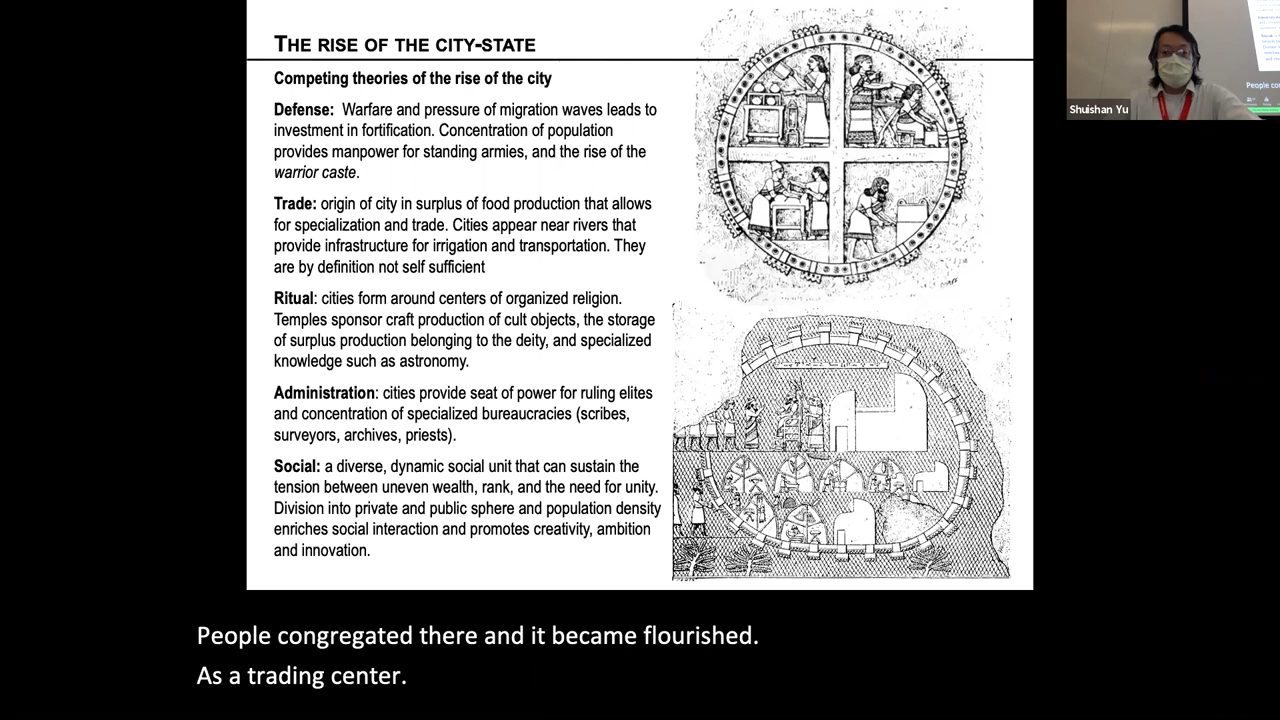 THE RISE OF THE CITY-STATE
Competing theories of the rise of the city
Defense: Warfare and pressure of migration waves leads to
investment in fortification. Concentration of population
provides manpower for standing armies, and the rise of the
warrior caste.
Trade: origin of city in surplus of food production that allows
for specialization and trade. Cities appear near rivers that
provide infrastructure for irrigation and transportation. They
are by definition not self sufficient
Ritual: cities form around centers of organized religion.
Temples sponsor craft production of cult objects, the storage
of surplus production belonging to the deity, and specialized
knowledge such as astronomy.
Administration: cities provide seat of power for ruling elites
and concentration of specialized bureaucracies (scribes,
surveyors, archives, priests).
Social: a diverse, dynamic social unit that can sustain the
tension between uneven wealth, rank, and the need for unity.
Division into private and public sphere and population density
enriches social interaction and promotes creativity, ambition
and innovation.
Shuishan Yu
People co
People congregated there and it became flourished.
As a trading center.